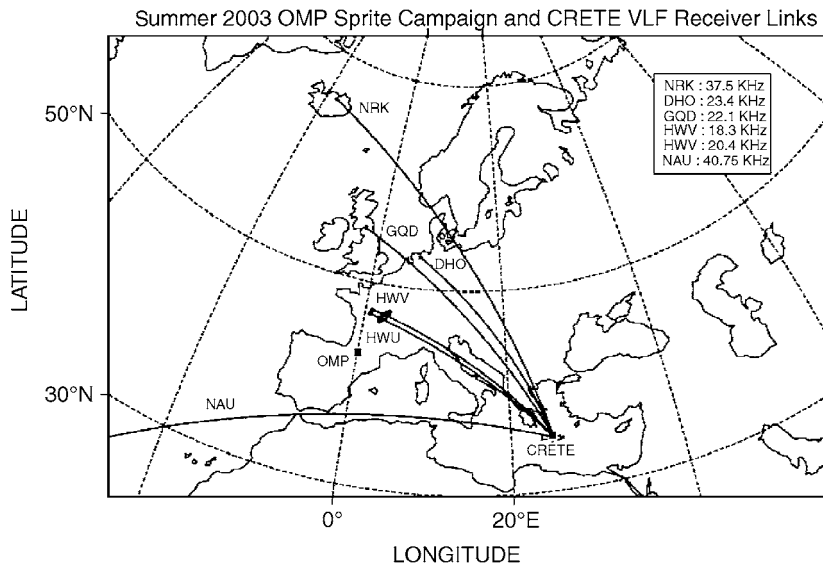 Summer 2003 OMP Sprite Campaign and CRETE VLF Receiver Links
NRK : 37.5 KHz
DHO : 23.4 KHz
GQD : 22.1 KHz
HWV : 18.3 KHz
HWV : 20.4 KHz
NAU : 40.75 KHz
50°N
30°N
LATITUDE
NRK
GQD
DHO
HWV
HWU
OMP
NAU
CRETE
0°
20°E
LONGITUDE